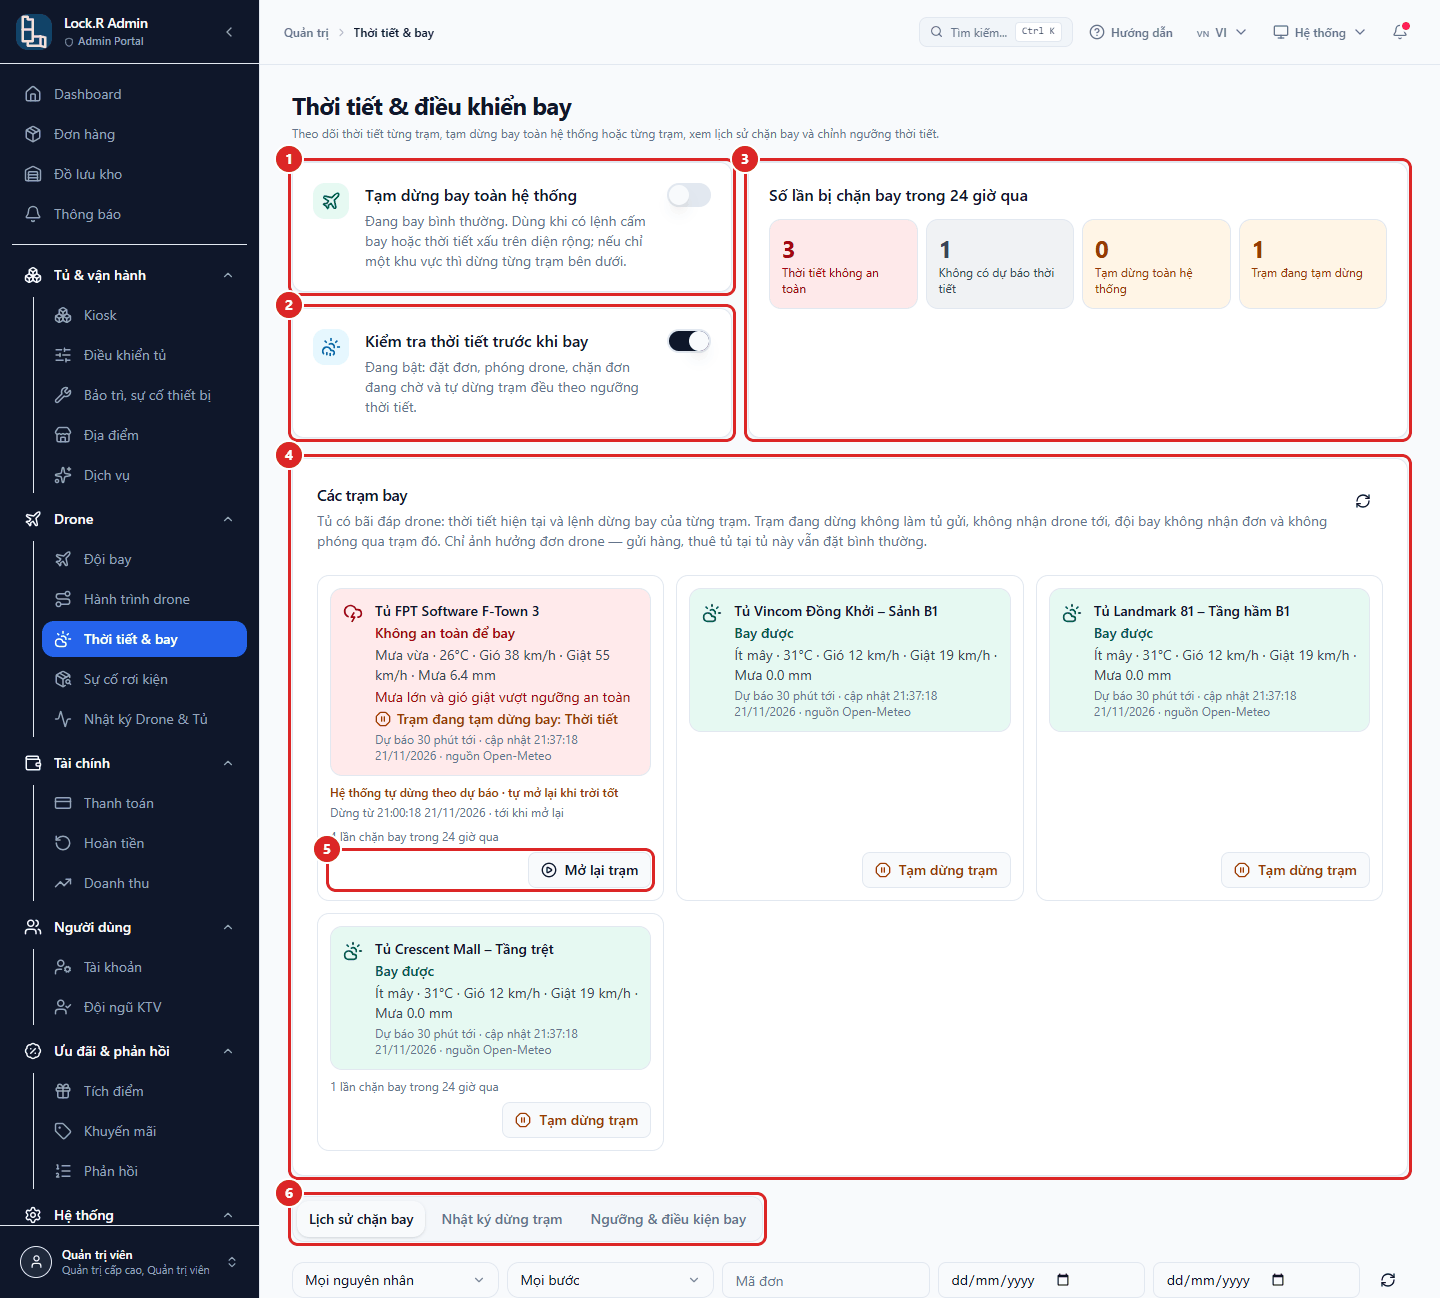 Lock.R Admin
Admin Portal
Dashboard
Đơn hàng
Đồ lưu kho
Thông báo
Tủ & vận hành
Kiosk
Điều khiển tủ
Bảo trì, sự cố thiết bị
Địa điểm
Dịch vụ
Drone
Đội bay
Hành trình drone
Thời tiết & bay
Sự cố rơi kiện
Nhật ký Drone & Tủ
Tài chính
Thanh toán
Hoàn tiền
Doanh thu
Người dùng
Tài khoản
Đội ngũ KTV
Ưu đãi & phản hồi
Tích điểm
Khuyến mãi
Phản hồi
Hệ thống
Quản trị viên
Quản trị cấp cao, Quản trị viên
Quản trị > Thời tiết & bay
Tìm kiếm... Ctrl K
Hướng dẫn
VN VI
Hệ thống
Thời tiết & điều khiển bay
Theo dõi thời tiết từng trạm, tạm dừng bay toàn hệ thống hoặc từng trạm, xem lịch sử chặn bay và chỉnh ngưỡng thời tiết.
1
Tạm dừng bay toàn hệ thống
Đang bay bình thường. Dùng khi có lệnh cấm
bay hoặc thời tiết xấu trên diện rộng; nếu chỉ
một khu vực thì dừng từng trạm bên dưới.
2
Kiểm tra thời tiết trước khi bay
Đang bật: đặt đơn, phóng drone, chặn đơn
đang chờ và tự dừng trạm đều theo ngưỡng
thời tiết.
3
Số lần bị chặn bay trong 24 giờ qua
3
Thời tiết không an
toàn
1
Không có dự báo thời
tiết
0
Tạm dừng toàn hệ
thống
1
Trạm đang tạm dừng
4
Các trạm bay
Tủ có bãi đáp drone: thời tiết hiện tại và lệnh dừng bay của từng trạm. Trạm đang dừng không làm tủ gửi, không nhận drone tới, đội bay không nhận đơn và không
phóng qua trạm đó. Chỉ ảnh hưởng đơn drone — gửi hàng, thuê tủ tại tủ này vẫn đặt bình thường.
Tủ FPT Software F-Town 3
Không an toàn để bay
Mưa vừa · 26°C · Gió 38 km/h · Giật 55
km/h · Mưa 6.4 mm
Mưa lớn và gió giật vượt ngưỡng an toàn
Trạm đang tạm dừng bay: Thời tiết
Dự báo 30 phút tới · cập nhật 21:37:18
21/11/2026 · nguồn Open-Meteo
Hệ thống tự dừng theo dự báo · tự mở lại khi trời tốt
Dừng từ 21:00:18 21/11/2026 · tới khi mở lại
lần chặn bay trong 24 giờ qua
5
Mở lại trạm
Tủ Vincom Đồng Khởi – Sảnh B1
Bay được
Ít mây · 31°C · Gió 12 km/h · Giật 19 km/h ·
Mưa 0.0 mm
Dự báo 30 phút tới · cập nhật 21:37:18
21/11/2026 · nguồn Open-Meteo
Tạm dừng trạm
Tủ Landmark 81 – Tầng hầm B1
Bay được
Ít mây · 31°C · Gió 12 km/h · Giật 19 km/h ·
Mưa 0.0 mm
Dự báo 30 phút tới · cập nhật 21:37:18
21/11/2026 · nguồn Open-Meteo
Tạm dừng trạm
Tủ Crescent Mall – Tầng trệt
Bay được
Ít mây · 31°C · Gió 12 km/h · Giật 19 km/h ·
Mưa 0.0 mm
Dự báo 30 phút tới · cập nhật 21:37:18
21/11/2026 · nguồn Open-Meteo
1 lần chặn bay trong 24 giờ qua
Tạm dừng trạm
6
Lịch sử chặn bay
Nhật ký dừng trạm
Ngưỡng & điều kiện bay
Mọi nguyên nhân
Mọi bước
Mã đơn
dd/mm/yyyy
dd/mm/yyyy